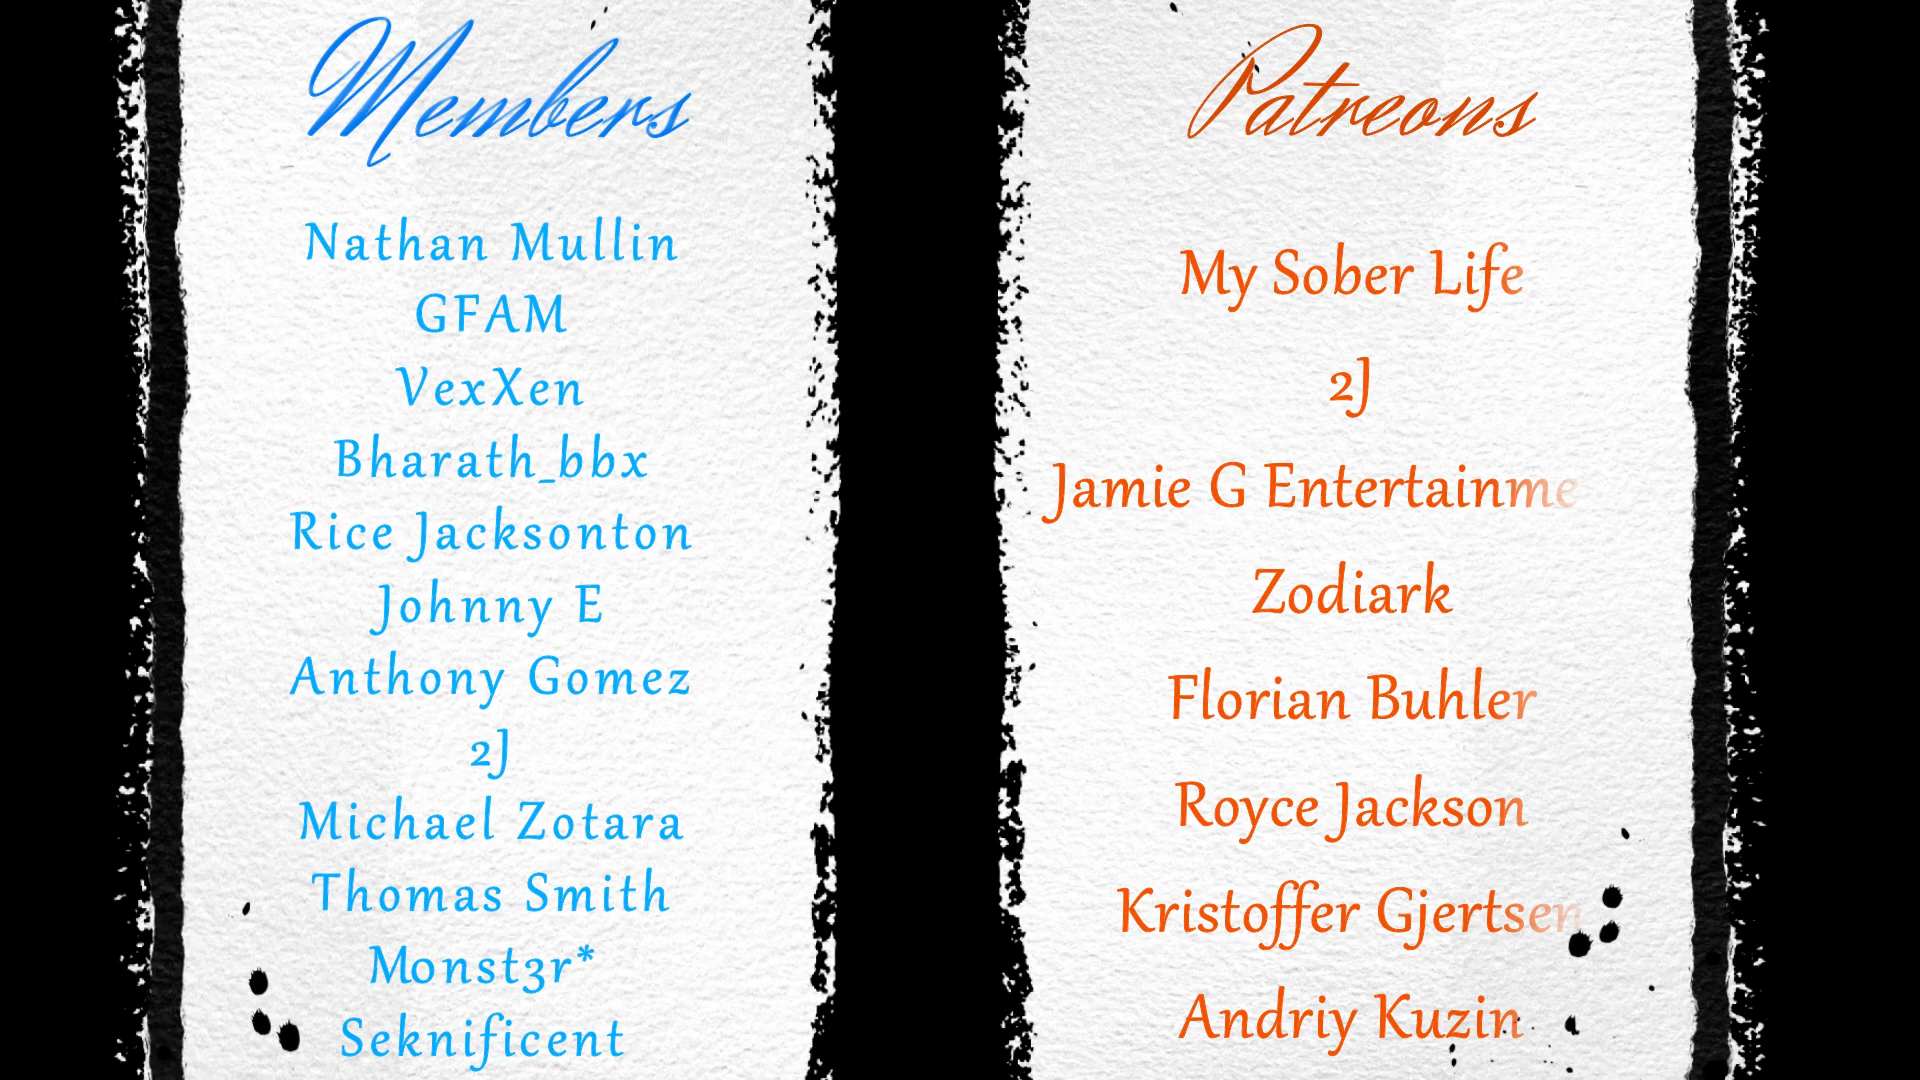 Members
Nathan Mullin
GFAM
VexXen
Bharath_bbx
Rice Jacksonton
Johnny E
Anthony Gomez
2J
Michael Zotara
Thomas Smith
Monst3r*
Seknificent
Patreons
My Sober Life
2J
Jamie G Entertainme
Zodiark
Florian Buhler
Royce Jackson
Kristoffer Gjertsen
Andriy Kuzin